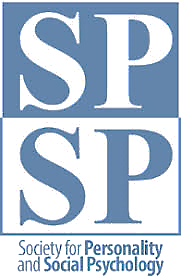 SP
SP
Society for Personality
and Social Psychology